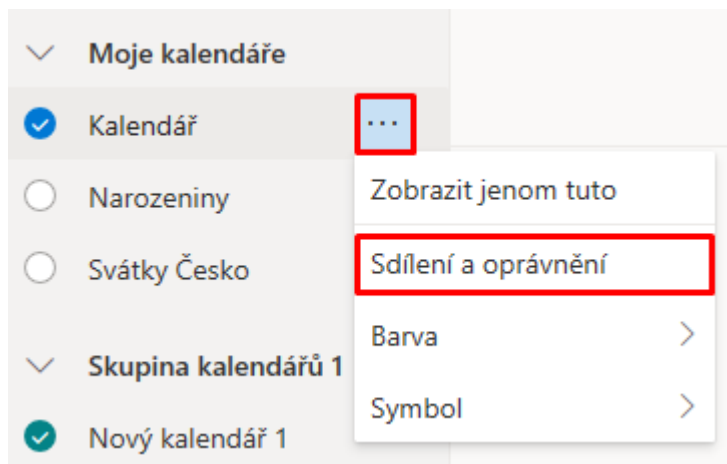 Moje kalendáře
Kalendář
...
Zobrazit jenom tuto
Narozeniny
Sdílení a oprávnění
Svátky Česko
Barva
Skupina kalendářů 1
Symbol
Nový kalendář 1